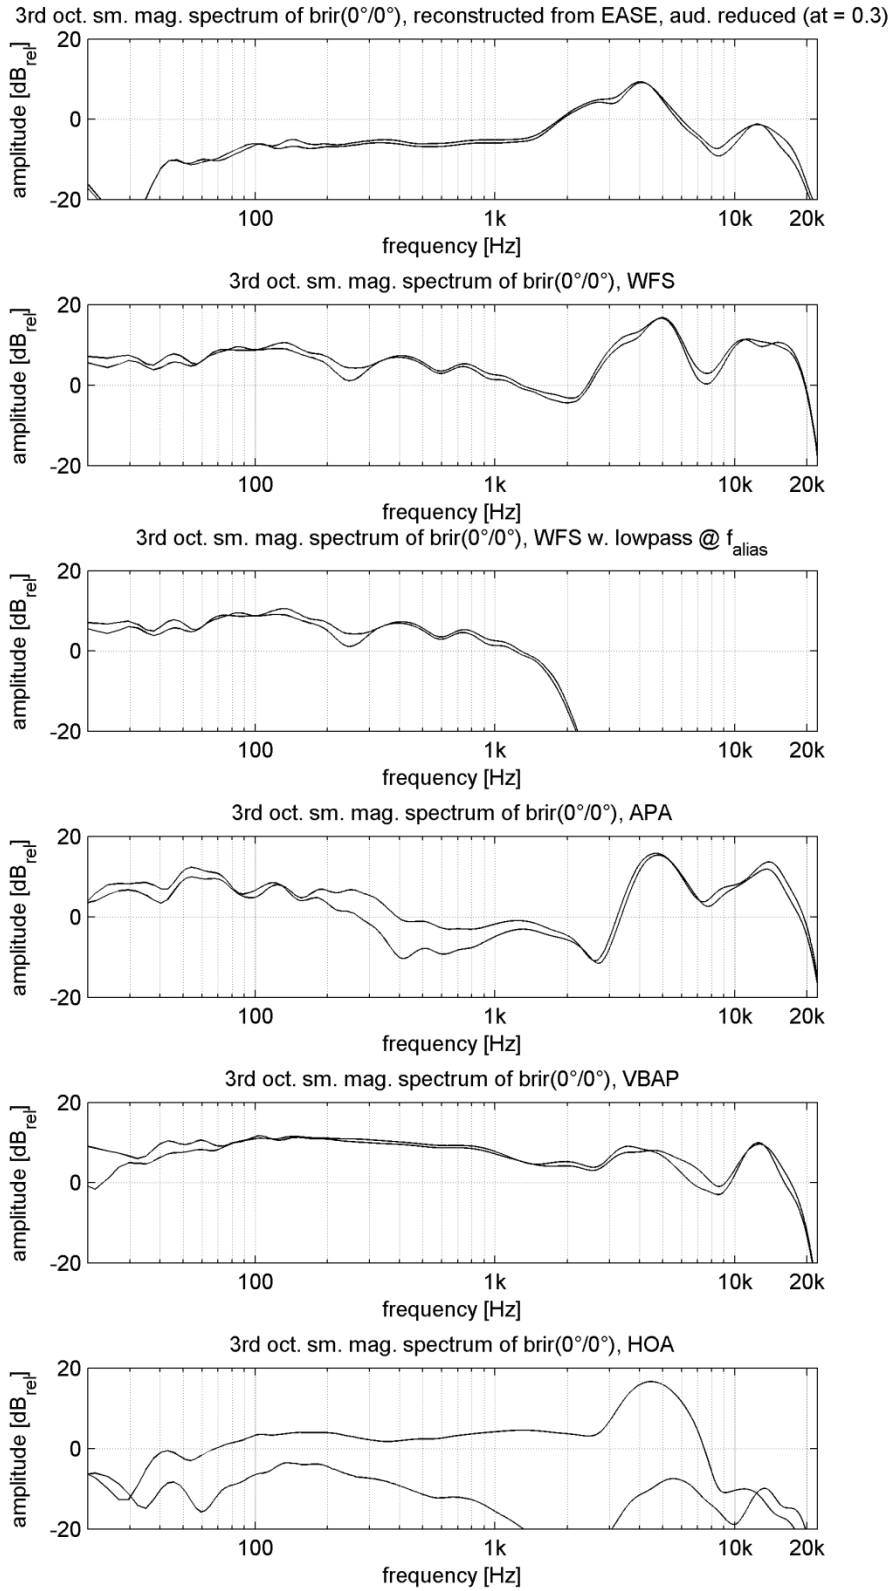 3rd oct. sm. mag. spectrum of brir(0°/0°), reconstructed from EASE, aud. reduced (at = 0.3)
20
0
-20
amplitude [dBrel]
100 1k 10k 20k
frequency [Hz]
3rd oct. sm. mag. spectrum of brir(0°/0°), WFS
20
0
-20
amplitude [dBrel]
100 1k 10k 20k
frequency [Hz]
3rd oct. sm. mag. spectrum of brir(0°/0°), WFS w. lowpass @ falias
20
0
-20
amplitude [dBrel]
100 1k 10k 20k
frequency [Hz]
3rd oct. sm. mag. spectrum of brir(0°/0°), APA
20
0
-20
amplitude [dBrel]
100 1k 10k 20k
frequency [Hz]
3rd oct. sm. mag. spectrum of brir(0°/0°), VBAP
20
0
-20
amplitude [dBrel]
100 1k 10k 20k
frequency [Hz]
3rd oct. sm. mag. spectrum of brir(0°/0°), HOA
20
0
-20
amplitude [dBrel]
100 1k 10k 20k
frequency [Hz]